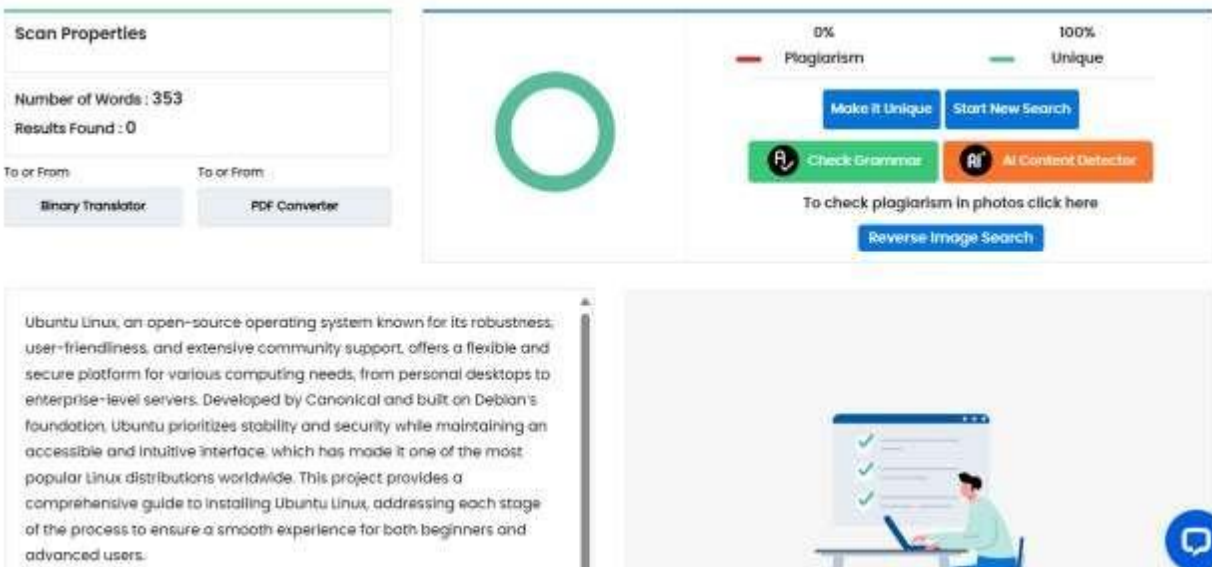 Scan Properties
Number of Words : 353
Results Found : 0
To or From
To or From
Binary Translator
PDF Converter
0%
100%
Plagiarism
Unique
Make It Unique
Start New Search
Check Grammar
AI Content Detector
To check plagiarism in photos click here
Reverse Image Search
Ubuntu Linux, an open-source operating system known for its robustness,
user-friendliness, and extensive community support, offers a flexible and
secure platform for various computing needs, from personal desktops to
enterprise-level servers. Developed by Canonical and built on Debian's
foundation, Ubuntu prioritizes stability and security while maintaining an
accessible and intuitive interface, which has made it one of the most
popular Linux distributions worldwide. This project provides a
comprehensive guide to installing Ubuntu Linux, addressing each stage
of the process to ensure a smooth experience for both beginners and
advanced users.